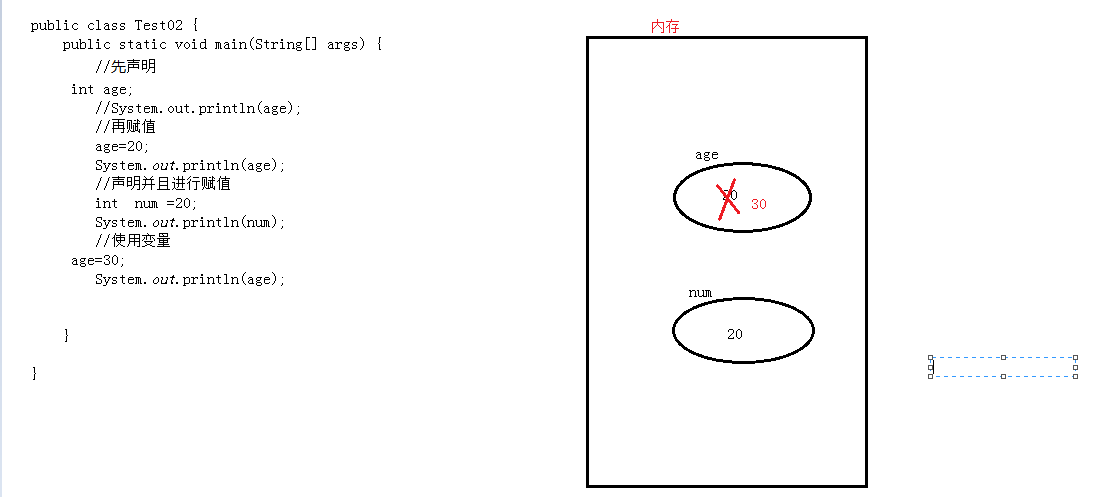 public class Test02 {
public static void main(String[] args) {
//先声明
int age;
//System.out.println(age);
//再赋值
age=20;
System.out.println(age);
//声明并且进行赋值
int  num =20;
System.out.println(num);
//使用变量
age=30;
System.out.println(age);
}
}
内存
age
20
30
num
20